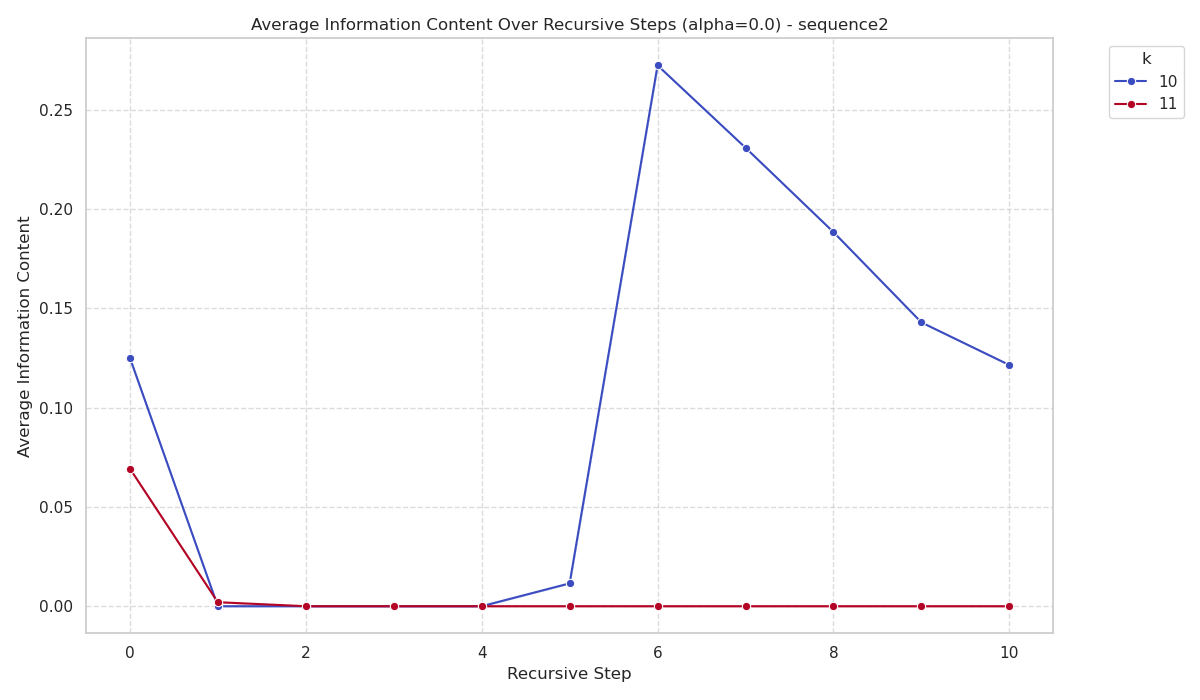 Average Information Content Over Recursive Steps (alpha=0.0) - sequence2
k
10
11
Average Information Content
0.25
0.20
0.15
0.10
0.05
0.00
0 2 4 6 8 10
Recursive Step